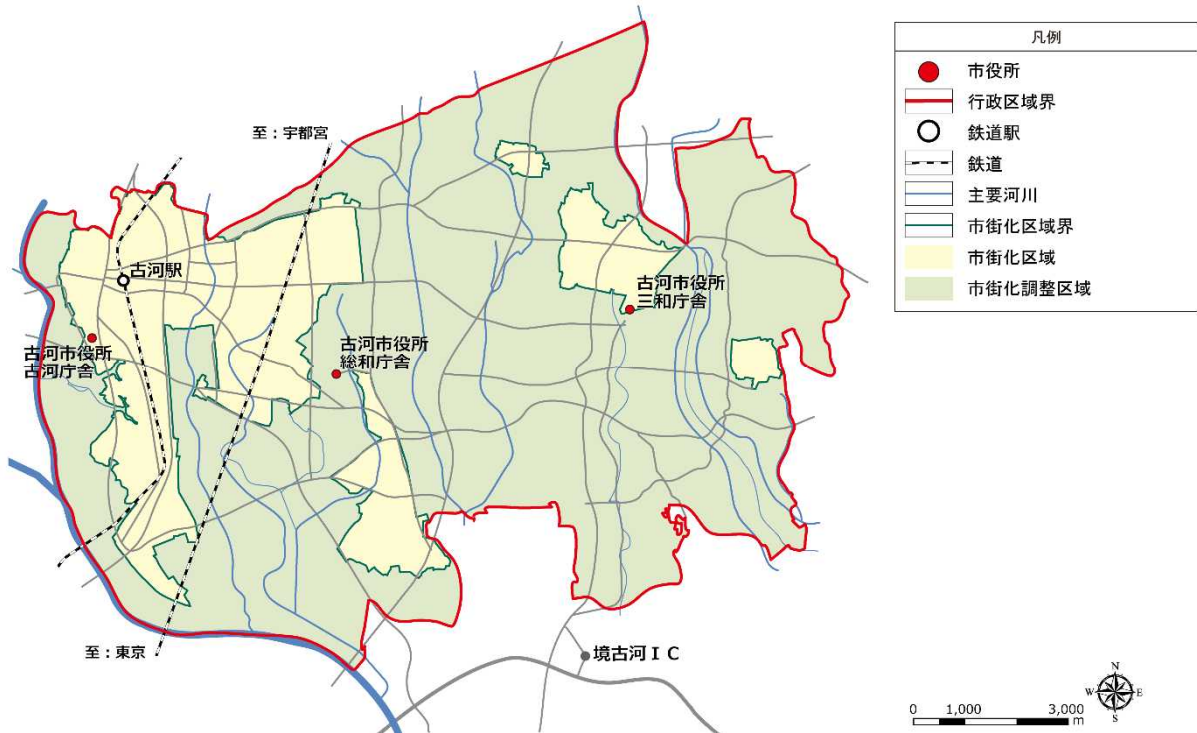 凡例
市役所
行政区域界
鉄道駅
鉄道
主要河川
市街化区域界
市街化区域
市街化調整区域
至：宇都宮
古河駅
古河市役所
三和庁舎
古河市役所
古河庁舎
古河市役所
総和庁舎
至：東京
境古河ＩＣ
N
W
E
S
0 1,000 3,000
m